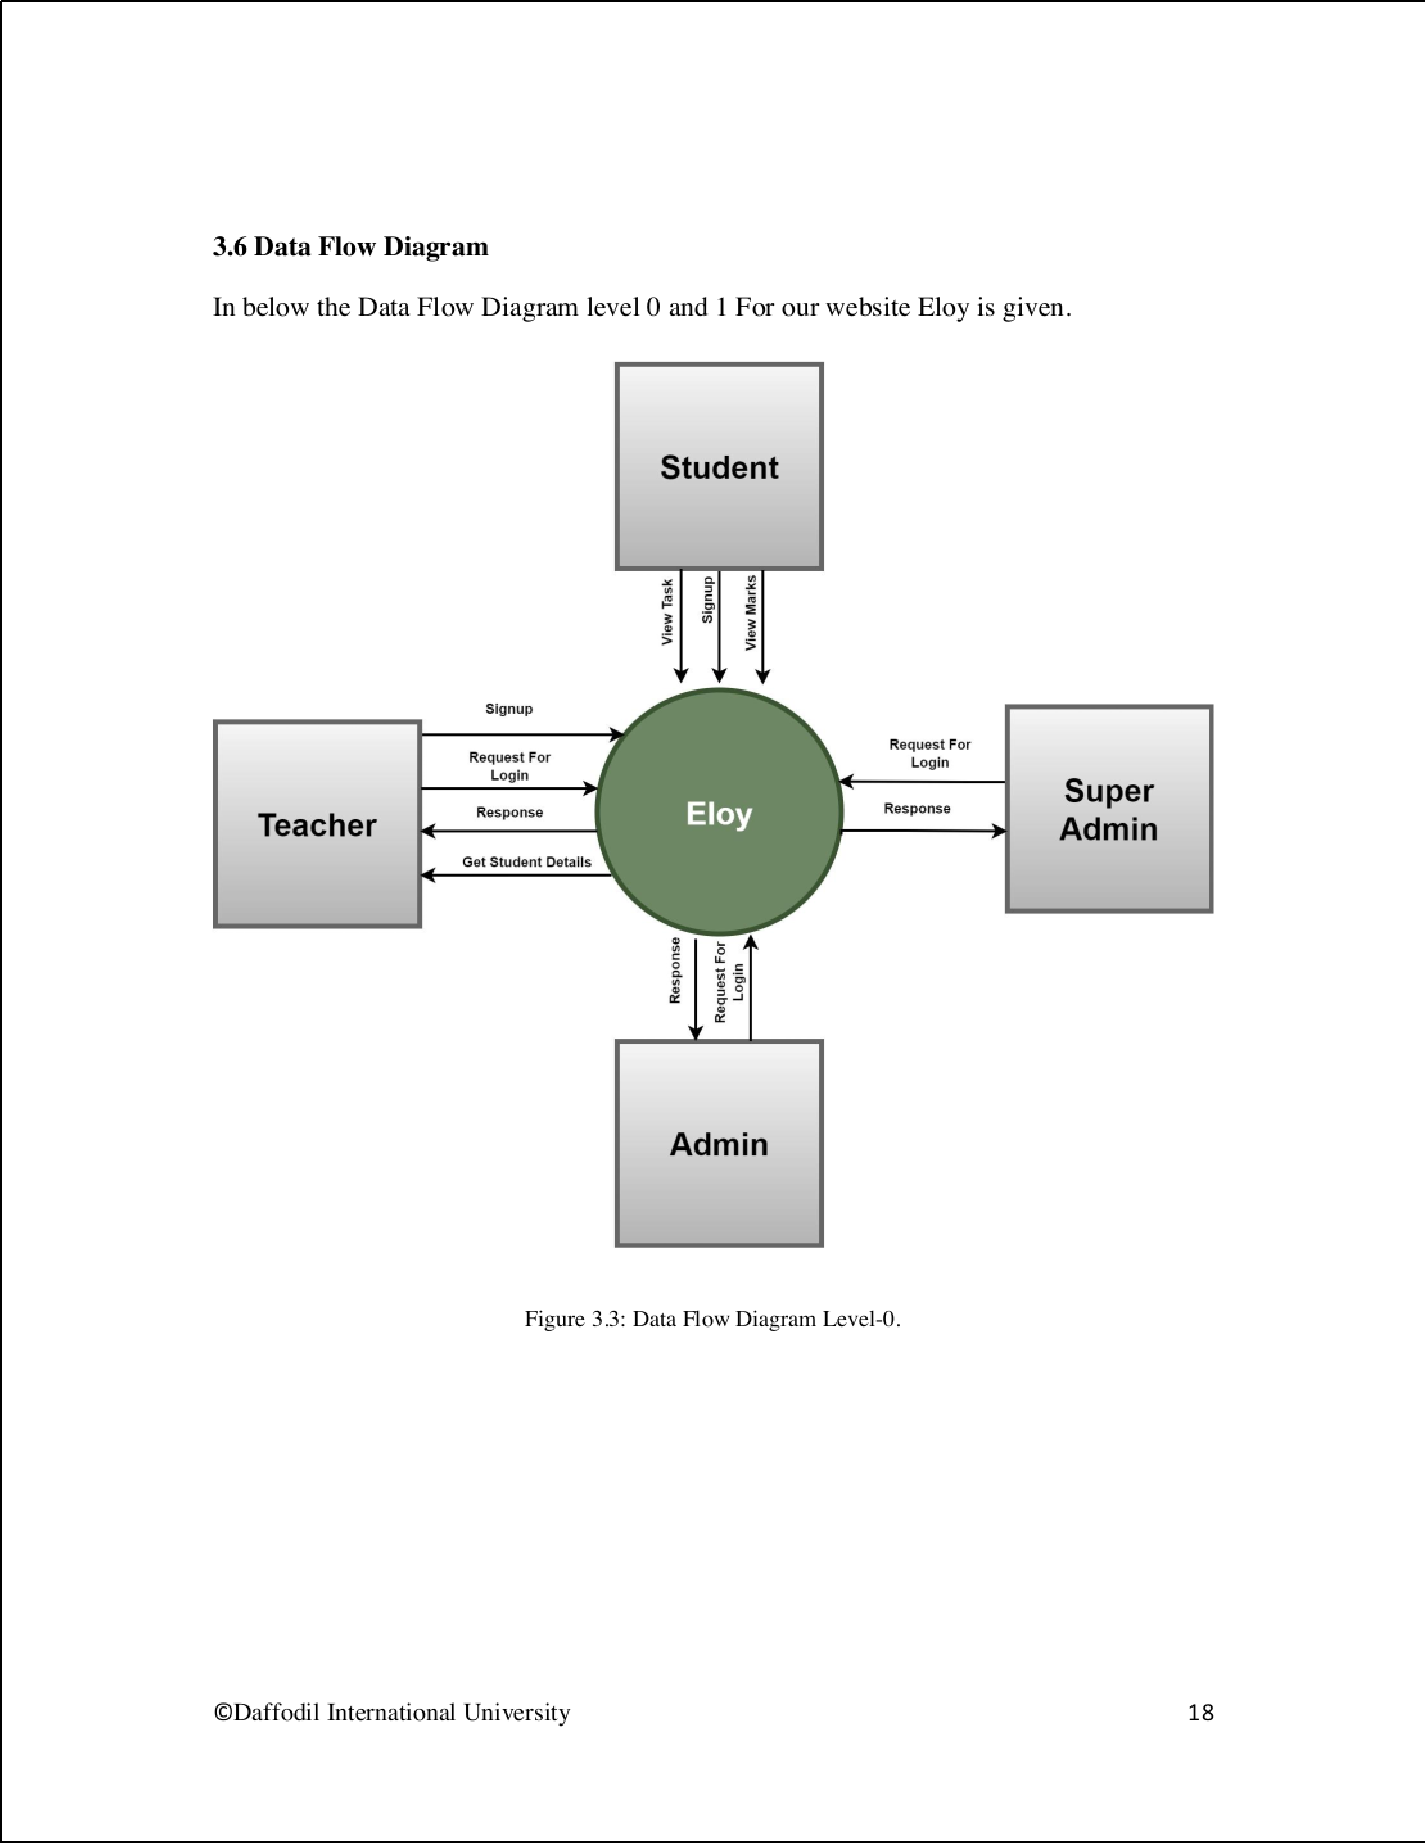 3.6 Data Flow Diagram
In below the Data Flow Diagram level 0 and 1 For our website Eloy is given.
Student
View Task
Signup
View Marks
Signup
Request For
Login
Response
Get Student Details
Teacher
Eloy
Request For
Login
Response
Super
Admin
Response
Request For
Login
Admin
Figure 3.3: Data Flow Diagram Level-0.
©Daffodil International University 18